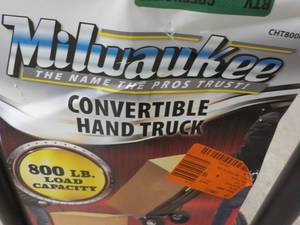 Milwaukee
THE NAME THE PROS TRUST!
CONVERTIBLE
HAND TRUCK
800 LB.
LOAD
CAPACITY